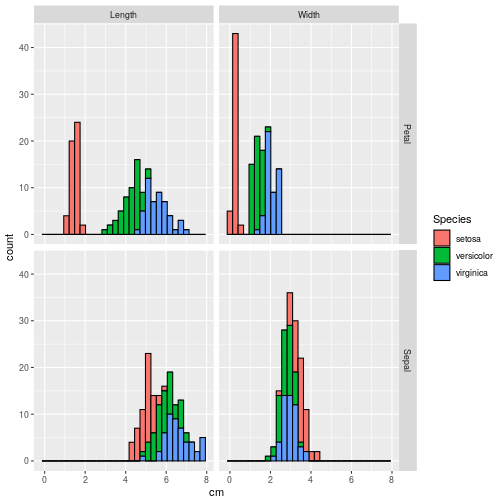 Length Width
40
30
20
10
0
Petal
count
Species
setosa
versicolor
virginica
40
30
20
10
0
Sepal
0 2 4 6 8 0 2 4 6 8
cm